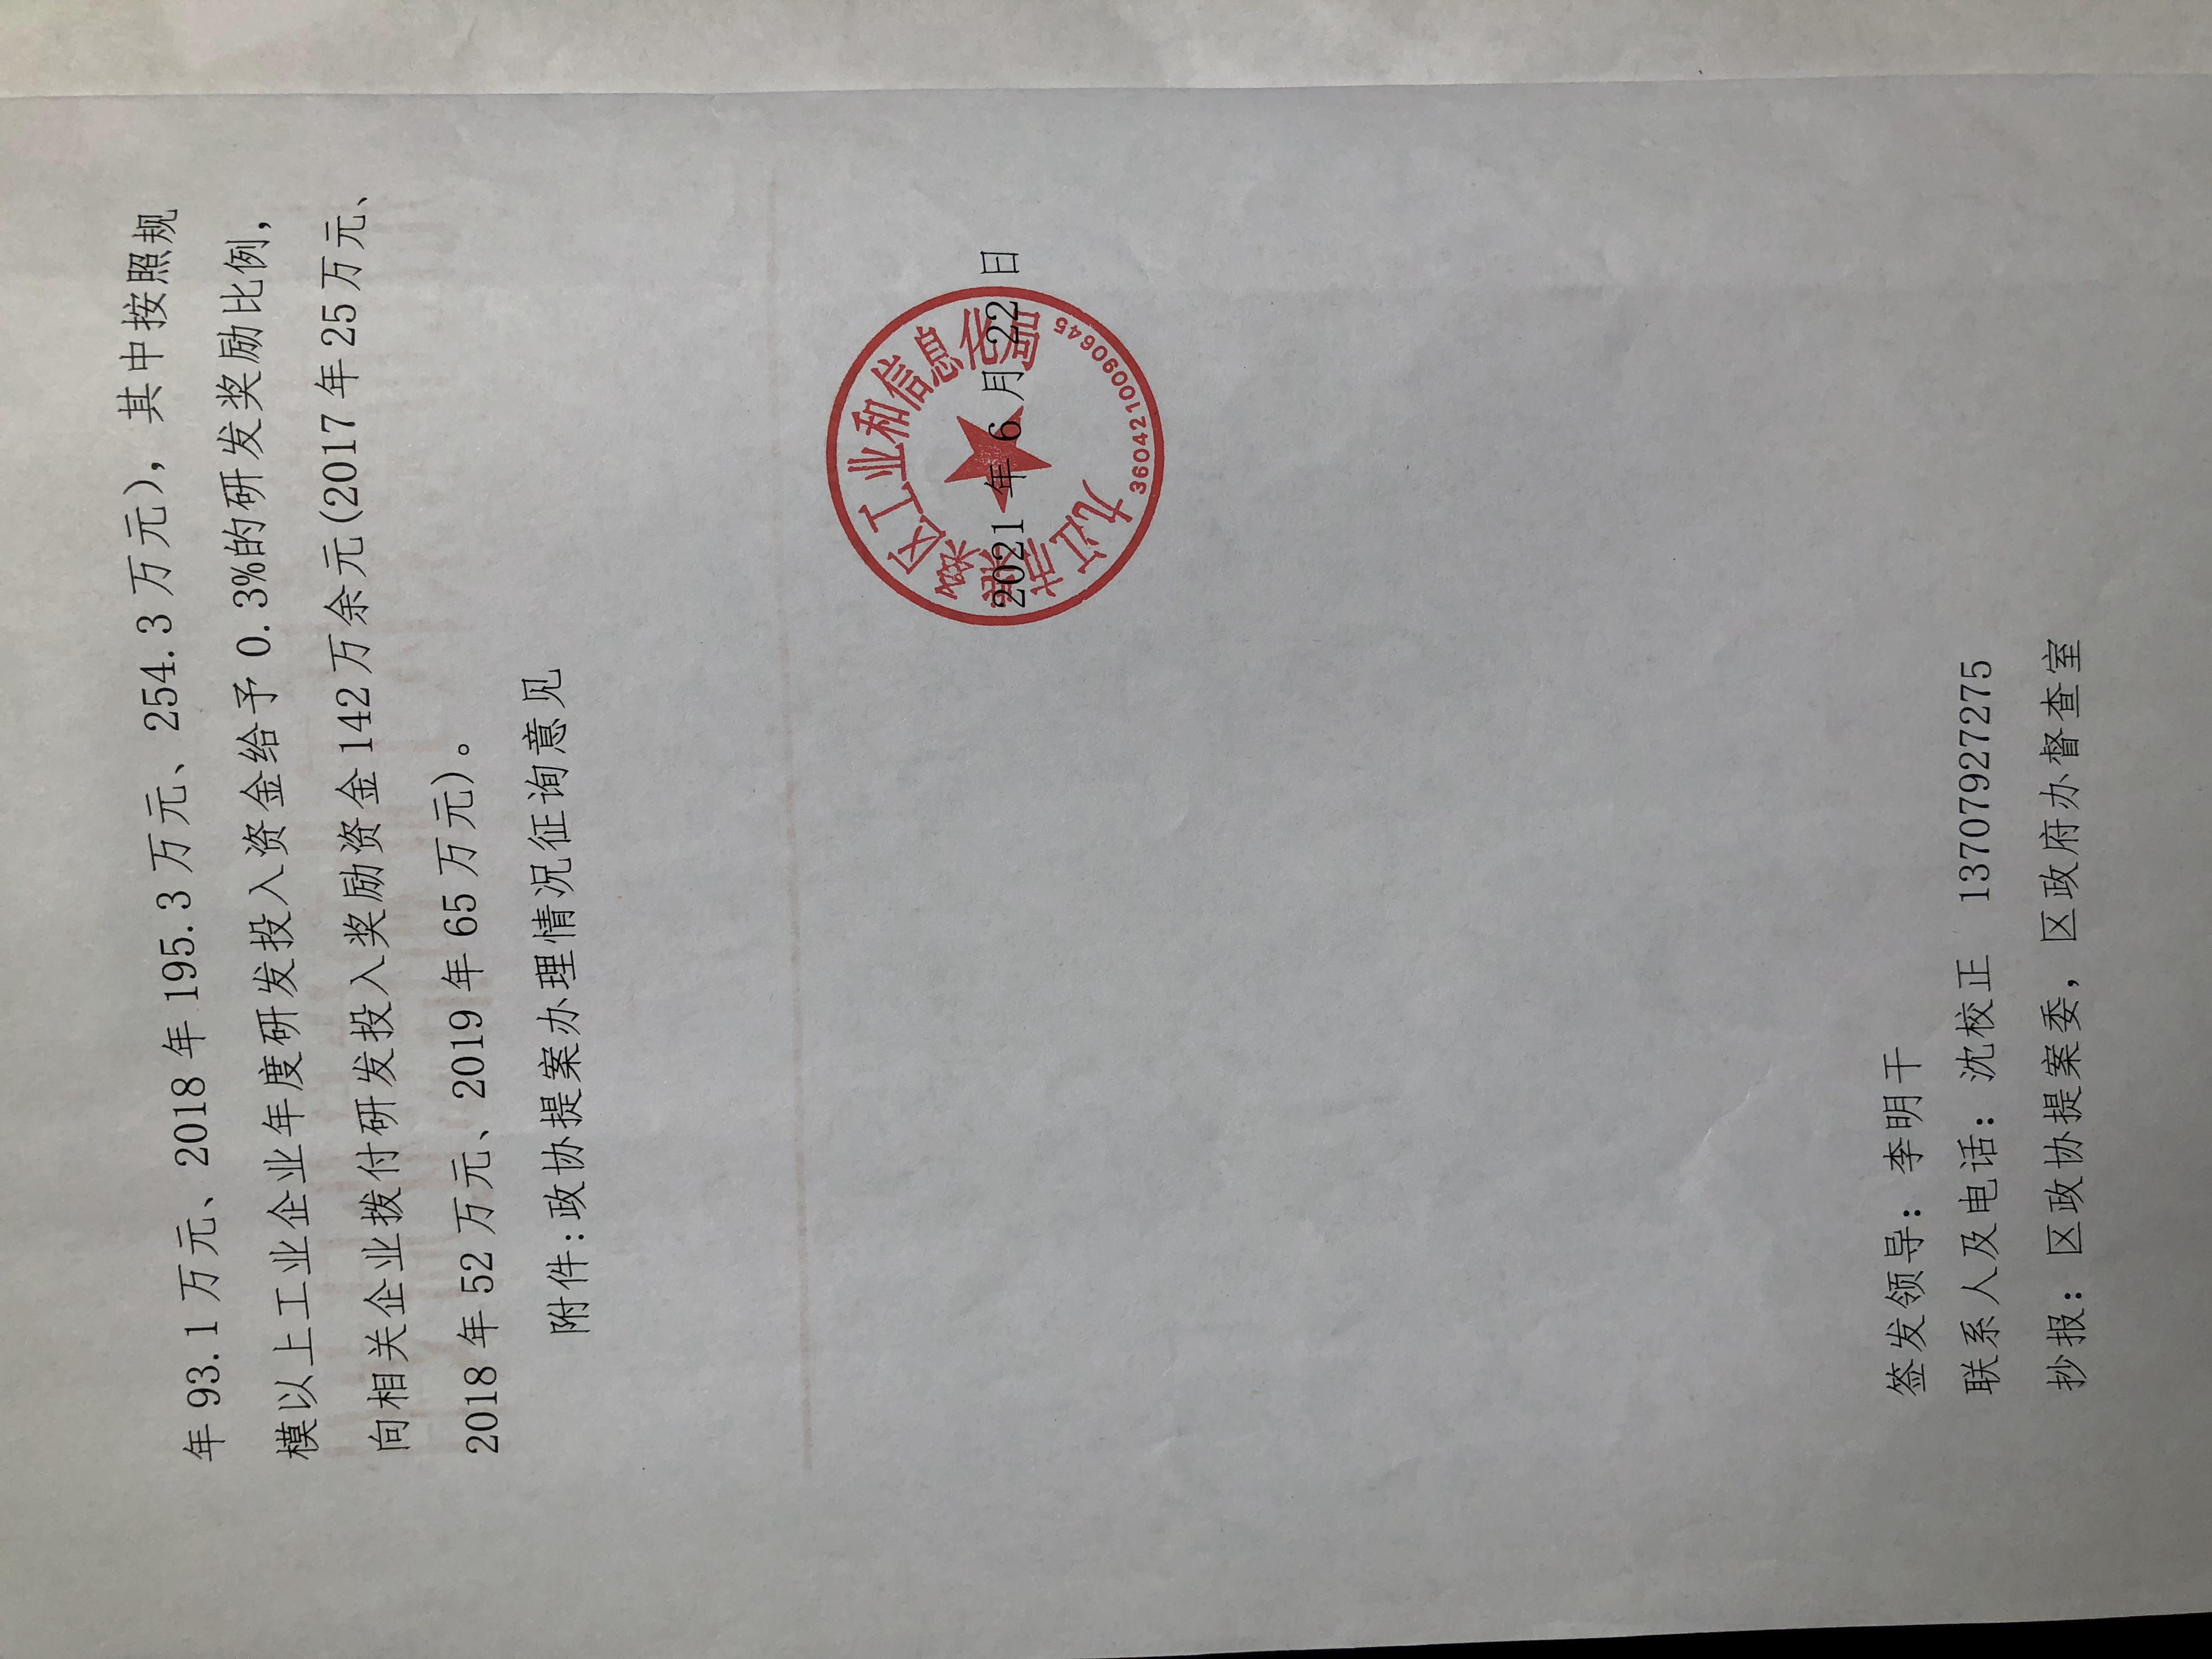 年 93.1 万元、2018 年 195.3 万元、254.3 万元），其中按照规
模以上工业企业年度研发投入资金给予 0.3%的研发奖励比例，
向相关企业拨付研发投入奖励资金 142 万余元(2017 年 25 万元、
2018 年 52 万元、2019 年 65 万元)。
附件:政协提案办理情况征询意见
九江市濂溪区工业和信息化局
3604210090645
2021 年 6 月 22 日
签发领导：李明干
联系人及电话：沈校正 13707927275
抄报：区政协提案委，区政府办督查室